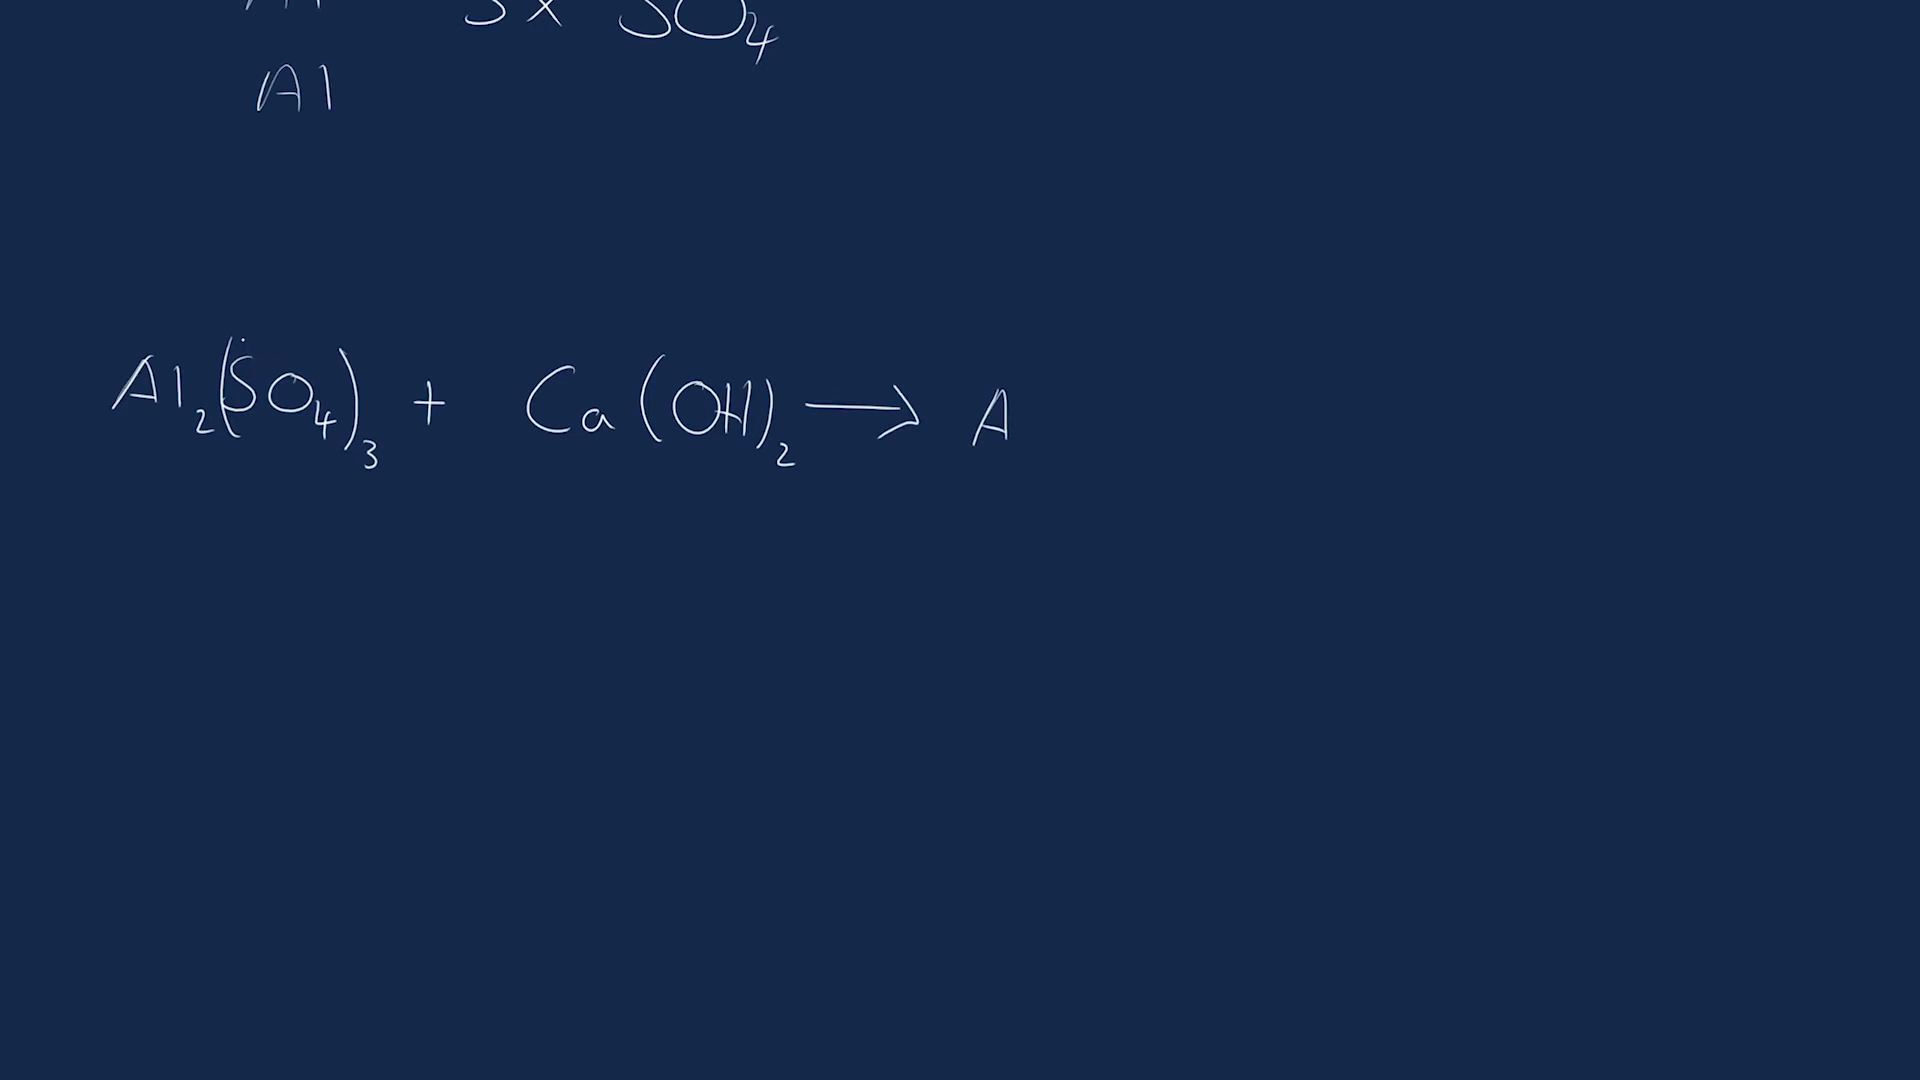 3 x SO₄
Al
Al₂(SO₄)₃ + Ca(OH)₂ → A